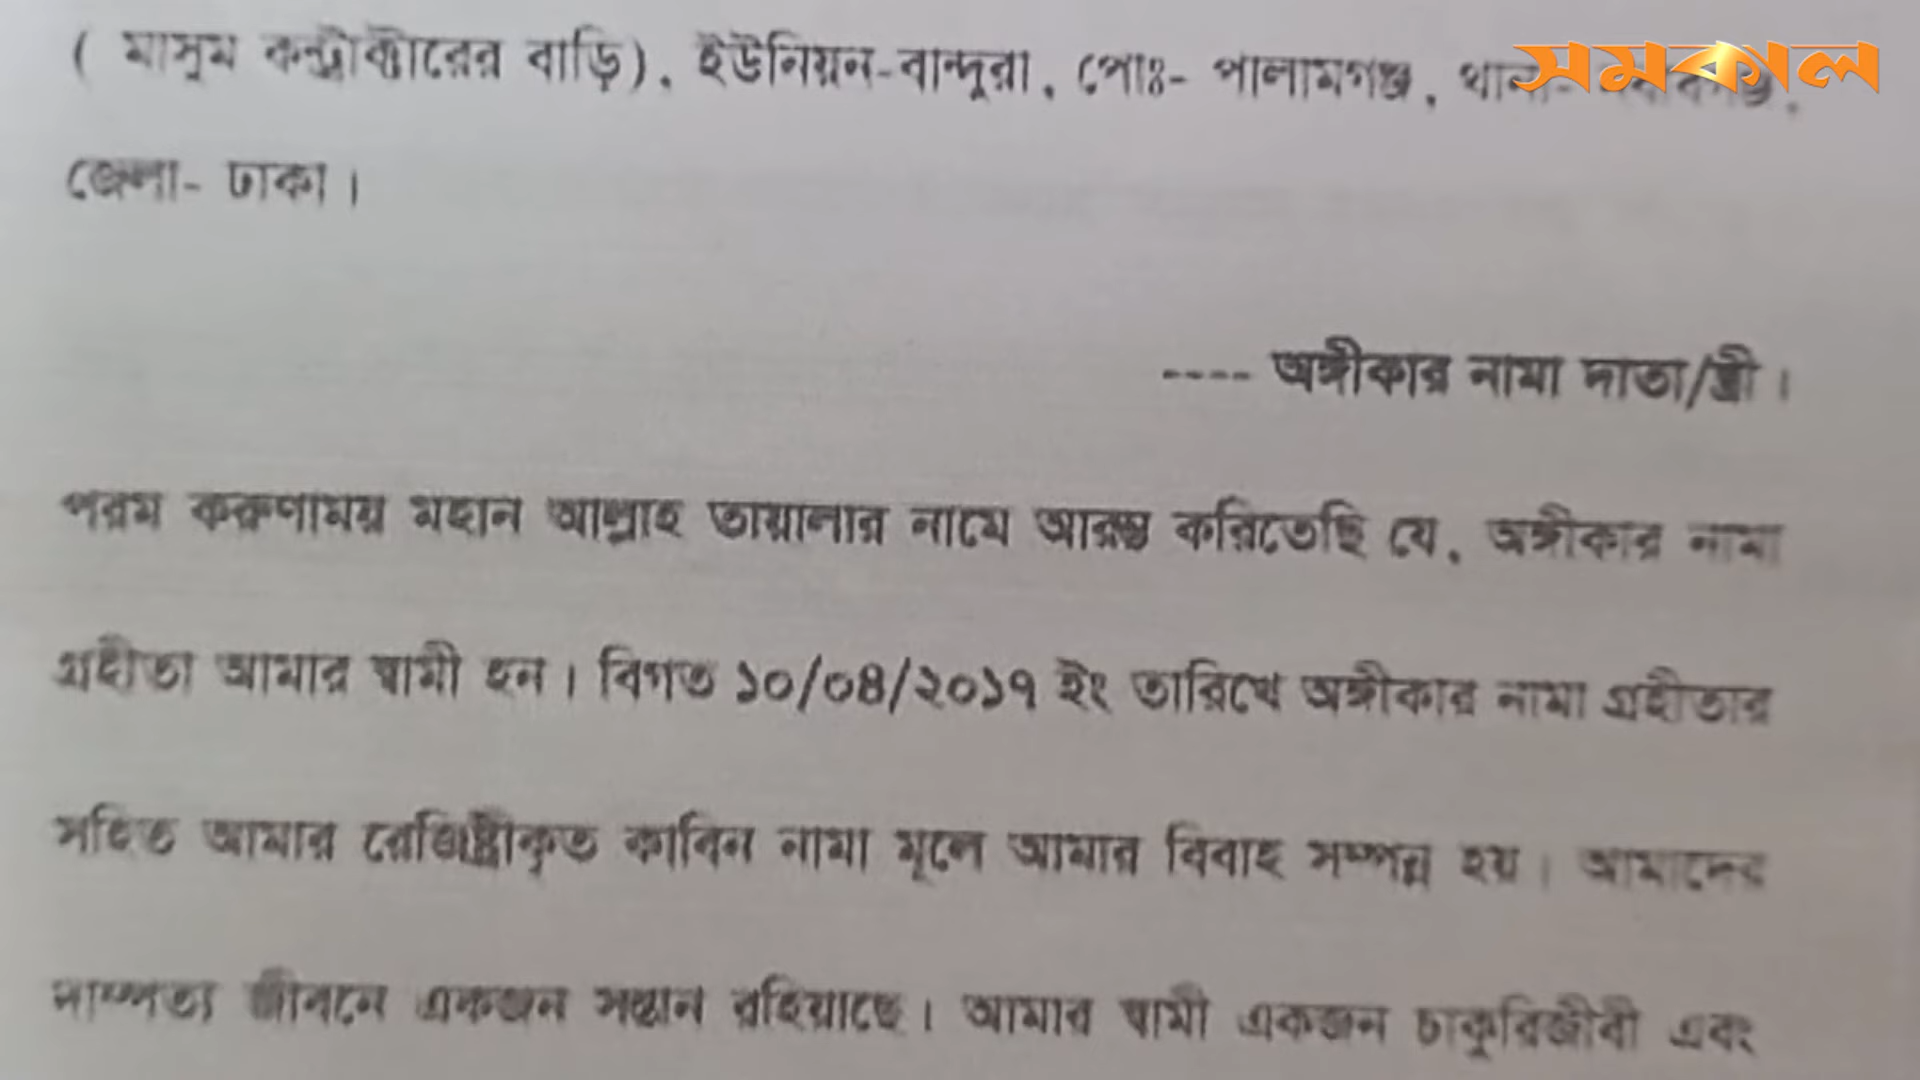 ( মাসুম কন্ট্রাক্টারের বাড়ি), ইউনিয়ন-বান্দুরা, পোঃ- পালামগঞ্জ, থানা-
সমকাল
জেলা- ঢাকা।
---- অঙ্গীকার নামা দাতা/স্ত্রী।
পরম করুণাময় মহান আল্লাহ তায়ালার নামে আরম্ভ করিতেছি যে, অঙ্গীকার নামা
গ্রহীতা আমার স্বামী হন। বিগত ১০/০৪/২০১৭ ইং তারিখে অঙ্গীকার নামা গ্রহীতার
সহিত আমার রেজিষ্ট্রীকৃত কাবিন নামা মূলে আমার বিবাহ সম্পন্ন হয়। আমাদের
দাম্পত্য জীবনে একজন সন্তান রহিয়াছে। আমার স্বামী একজন চাকুরিজীবী এবং